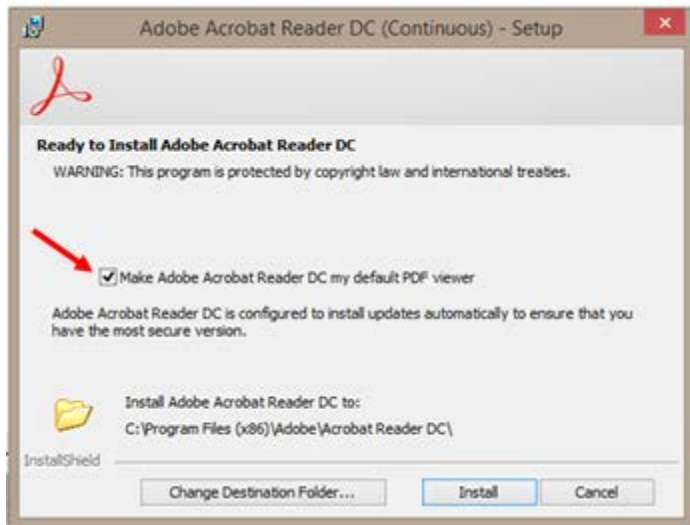 Adobe Acrobat Reader DC (Continuous) - Setup
Ready to Install Adobe Acrobat Reader DC
WARNING: This program is protected by copyright law and international treaties.
Make Adobe Acrobat Reader DC my default PDF viewer
Adobe Acrobat Reader DC is configured to install updates automatically to ensure that you
have the most secure version.
Install Adobe Acrobat Reader DC to:
C:\Program Files (x86)\Adobe\Acrobat Reader DC\
InstallShield
Change Destination Folder... Install Cancel